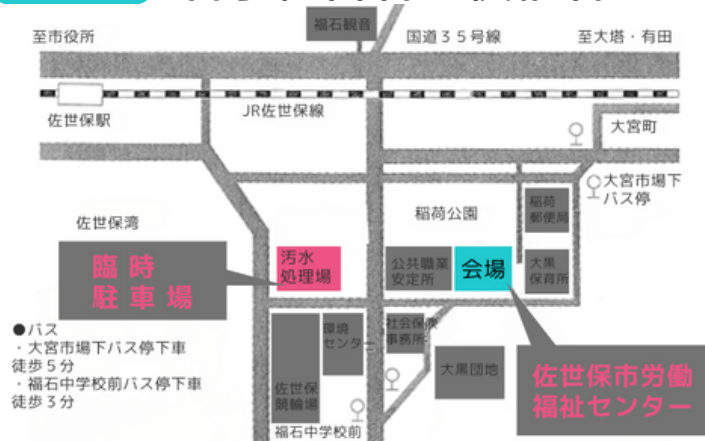 福石観音
至市役所
国道35号線
至大塔・有田
佐世保駅
JR佐世保線
大宮町
大宮市場下
バス停
佐世保湾
稲荷公園
稲荷
郵便局
臨時
駐車場
汚水
処理場
公共職業
安定所
会場
大黒
保育所
●バス
・大宮市場下バス停下車
徒歩5分
・福石中学校前バス停下車
徒歩3分
環境
センタ
社会保険
事務所
佐世保
競輪場
大黒団地
佐世保市労働
福祉センター
福石中学校前